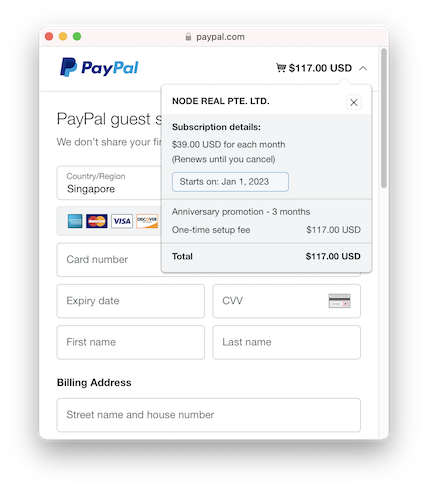 paypal.com
PayPal
$117.00 USD
NODE REAL PTE. LTD.
Subscription details:
$39.00 USD for each month
(Renews until you cancel)
Starts on: Jan 1, 2023
Anniversary promotion - 3 months
One-time setup fee $117.00 USD
Total $117.00 USD
PayPal guest s
We don't share your fin
Country/Region
Singapore
VISA
DISCOVER
Card number
Expiry date
CVV
First name
Last name
Billing Address
Street name and house number